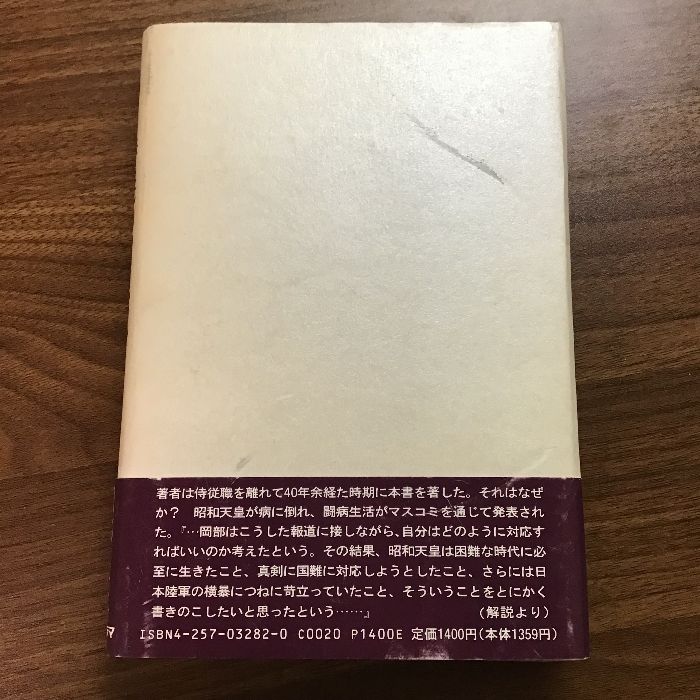 著者は侍従職を離れて40年余経た時期に本書を著した。それはなぜ
か？　昭和天皇が病に倒れ、闘病生活がマスコミを通じて発表され
た。『…岡部はこうした報道に接しながら、自分はどのように対応す
ればいいのか考えたという。その結果、昭和天皇は困難な時代に必
至に生きたこと、真剣に国難に対応しようとしたこと、さらには日
本陸軍の横暴につねに苛立っていたこと、そういうことをとにかく
書きのこしたいと思ったという……』　（解説より）
ISBN4-257-03282-0 C0020 P1400E 定価1400円（本体1359円）